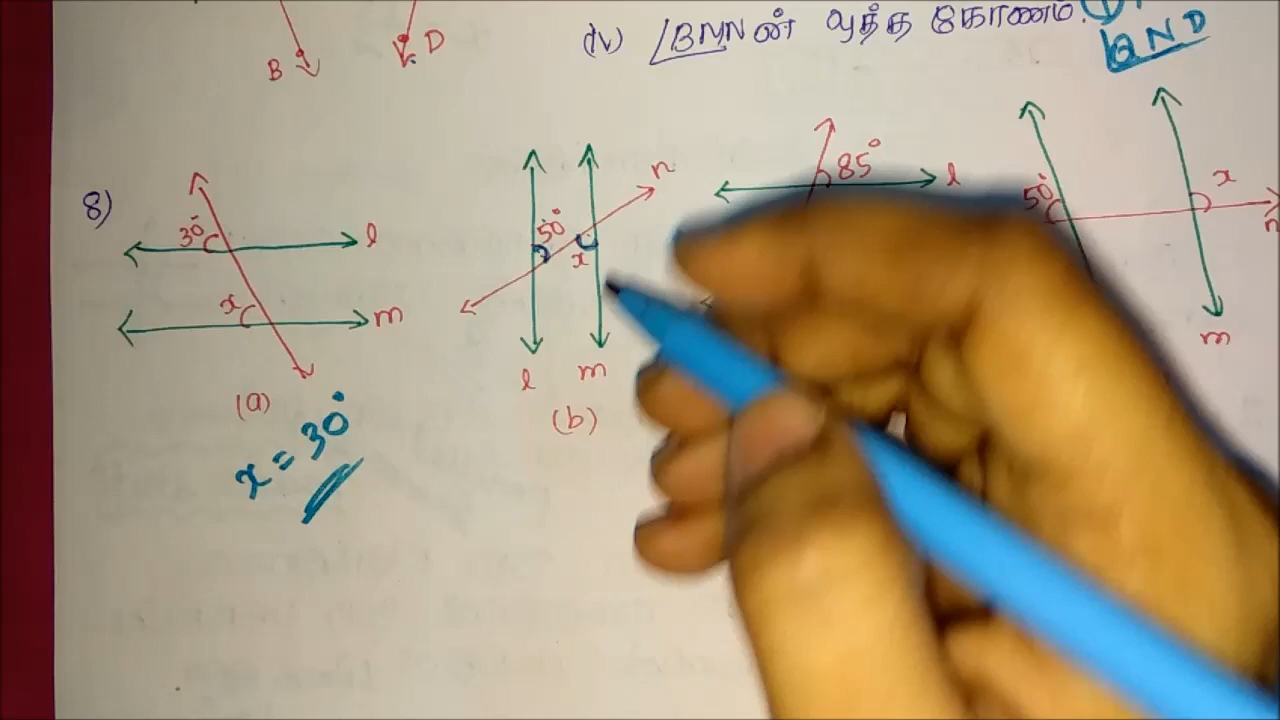 B D
(iv) ∠BMN ன் ஒத்த கோணம்.
∠QND
8)
30° l
x m
(a)
x = 30°
50° n
x
l m
(b)
85° l
50° x
n
m